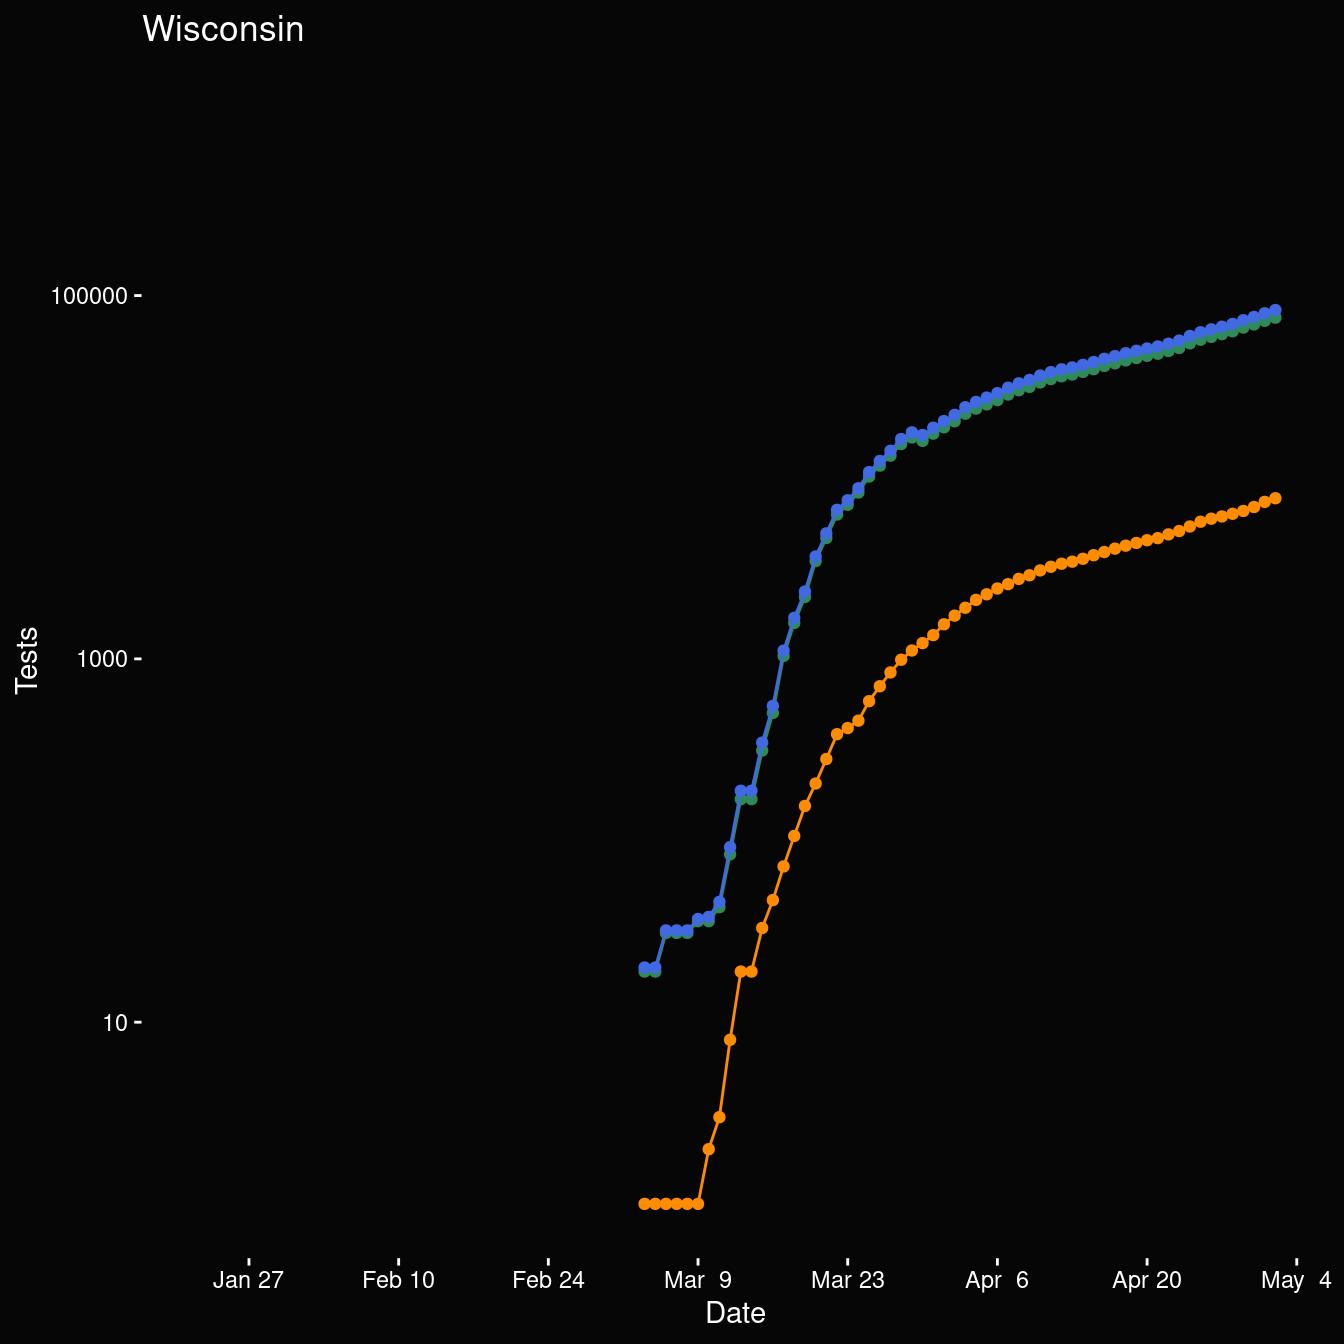 Wisconsin
100000
1000
10
Tests
Jan 27
Feb 10
Feb 24
Mar  9
Mar 23
Apr  6
Apr 20
May  4
Date